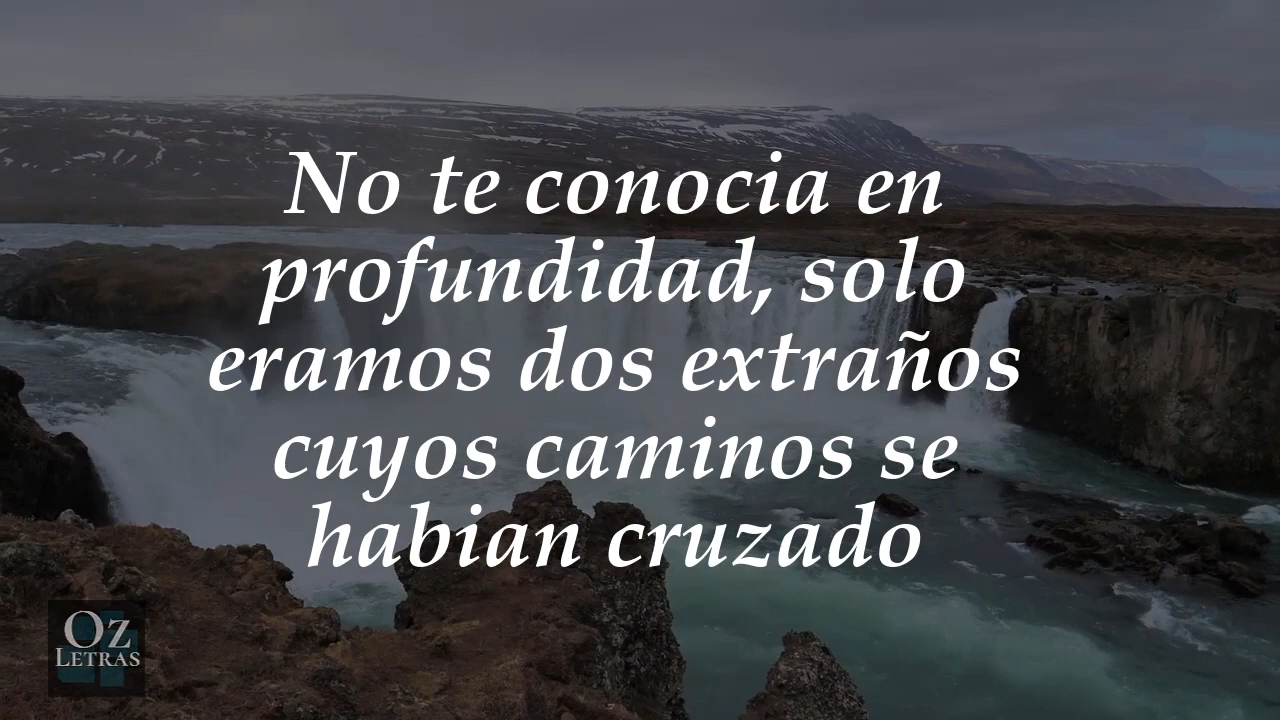 No te conocia en
profundidad, solo
eramos dos extraños
cuyos caminos se
habian cruzado
Oz
Letras